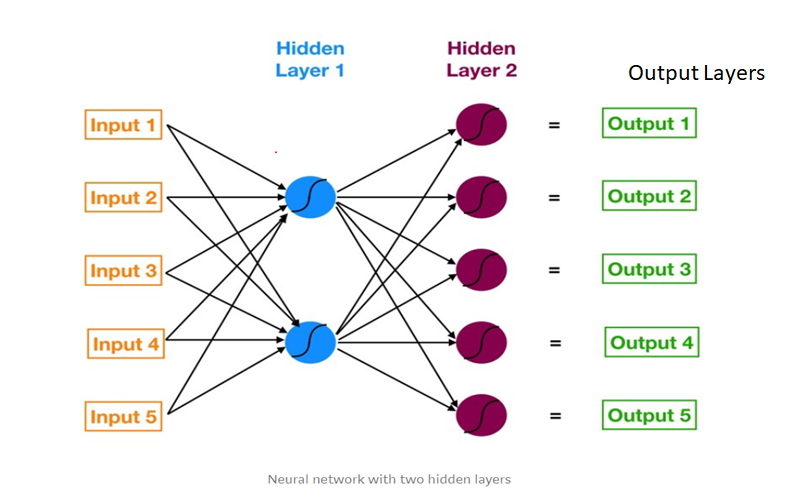 Hidden
Layer 1
Hidden
Layer 2
Output Layers
Input 1
=
Output 1
Input 2
=
Output 2
Input 3
=
Output 3
Input 4
=
Output 4
Input 5
=
Output 5
Neural network with two hidden layers